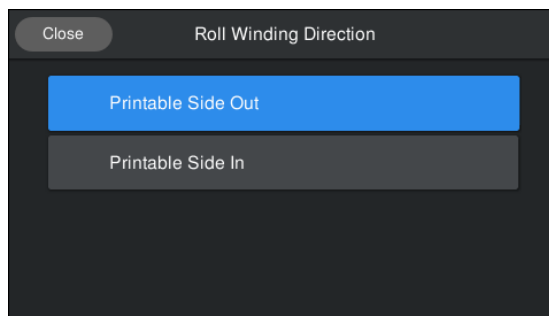 Close
Roll Winding Direction
Printable Side Out
Printable Side In